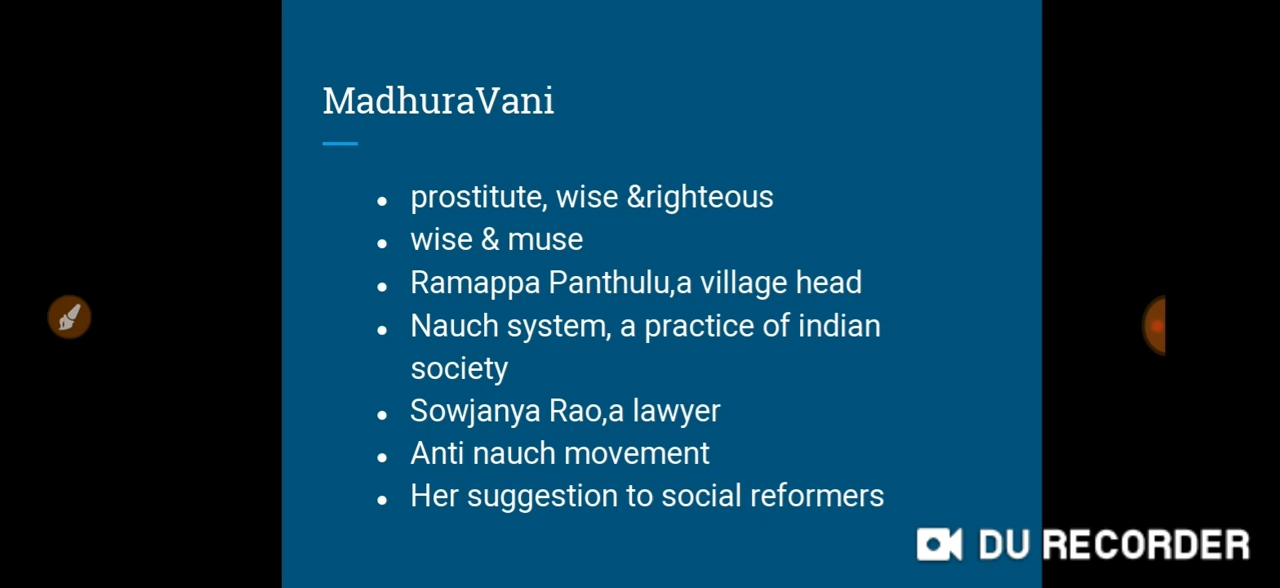 MadhuraVani
prostitute, wise &righteous
wise & muse
Ramappa Panthulu,a village head
Nauch system, a practice of indian
society
Sowjanya Rao,a lawyer
Anti nauch movement
Her suggestion to social reformers
DU RECORDER